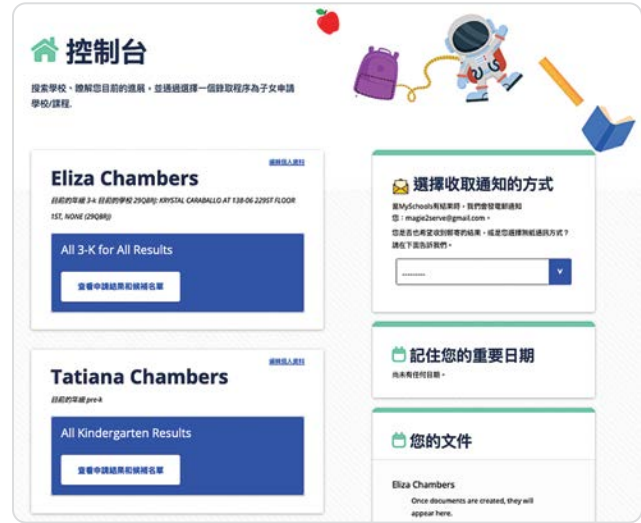 控制台
搜索學校、瞭解您目前的進展，並通過選擇一個錄取程序為子女申請
學校/課程.
編輯個人資料
Eliza Chambers
目前的年級 3-k 目前的學校 29QBRJ: KRYSTAL CARABALLO AT 138-06 229ST FLOOR
1ST, NONE (29QBRJ)
All 3-K for All Results
查看申請結果和候補名單
編輯個人資料
Tatiana Chambers
目前的年級 pre-k
All Kindergarten Results
查看申請結果和候補名單
選擇收取通知的方式
當MySchools有結果時，我們會發電郵通知
您：magie2serve@gmail.com。
您是否也希望收到郵寄的結果，或是您選擇無紙通訊方式？
請在下面告訴我們。
---------
v
記住您的重要日期
尚未有任何日期。
您的文件
Eliza Chambers
Once documents are created, they will
appear here.